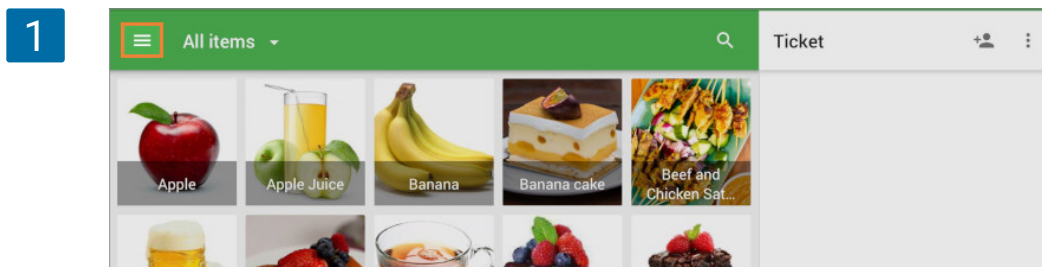 1
All items
Ticket
Apple
Apple Juice
Banana
Banana cake
Beef and
Chicken Sat...